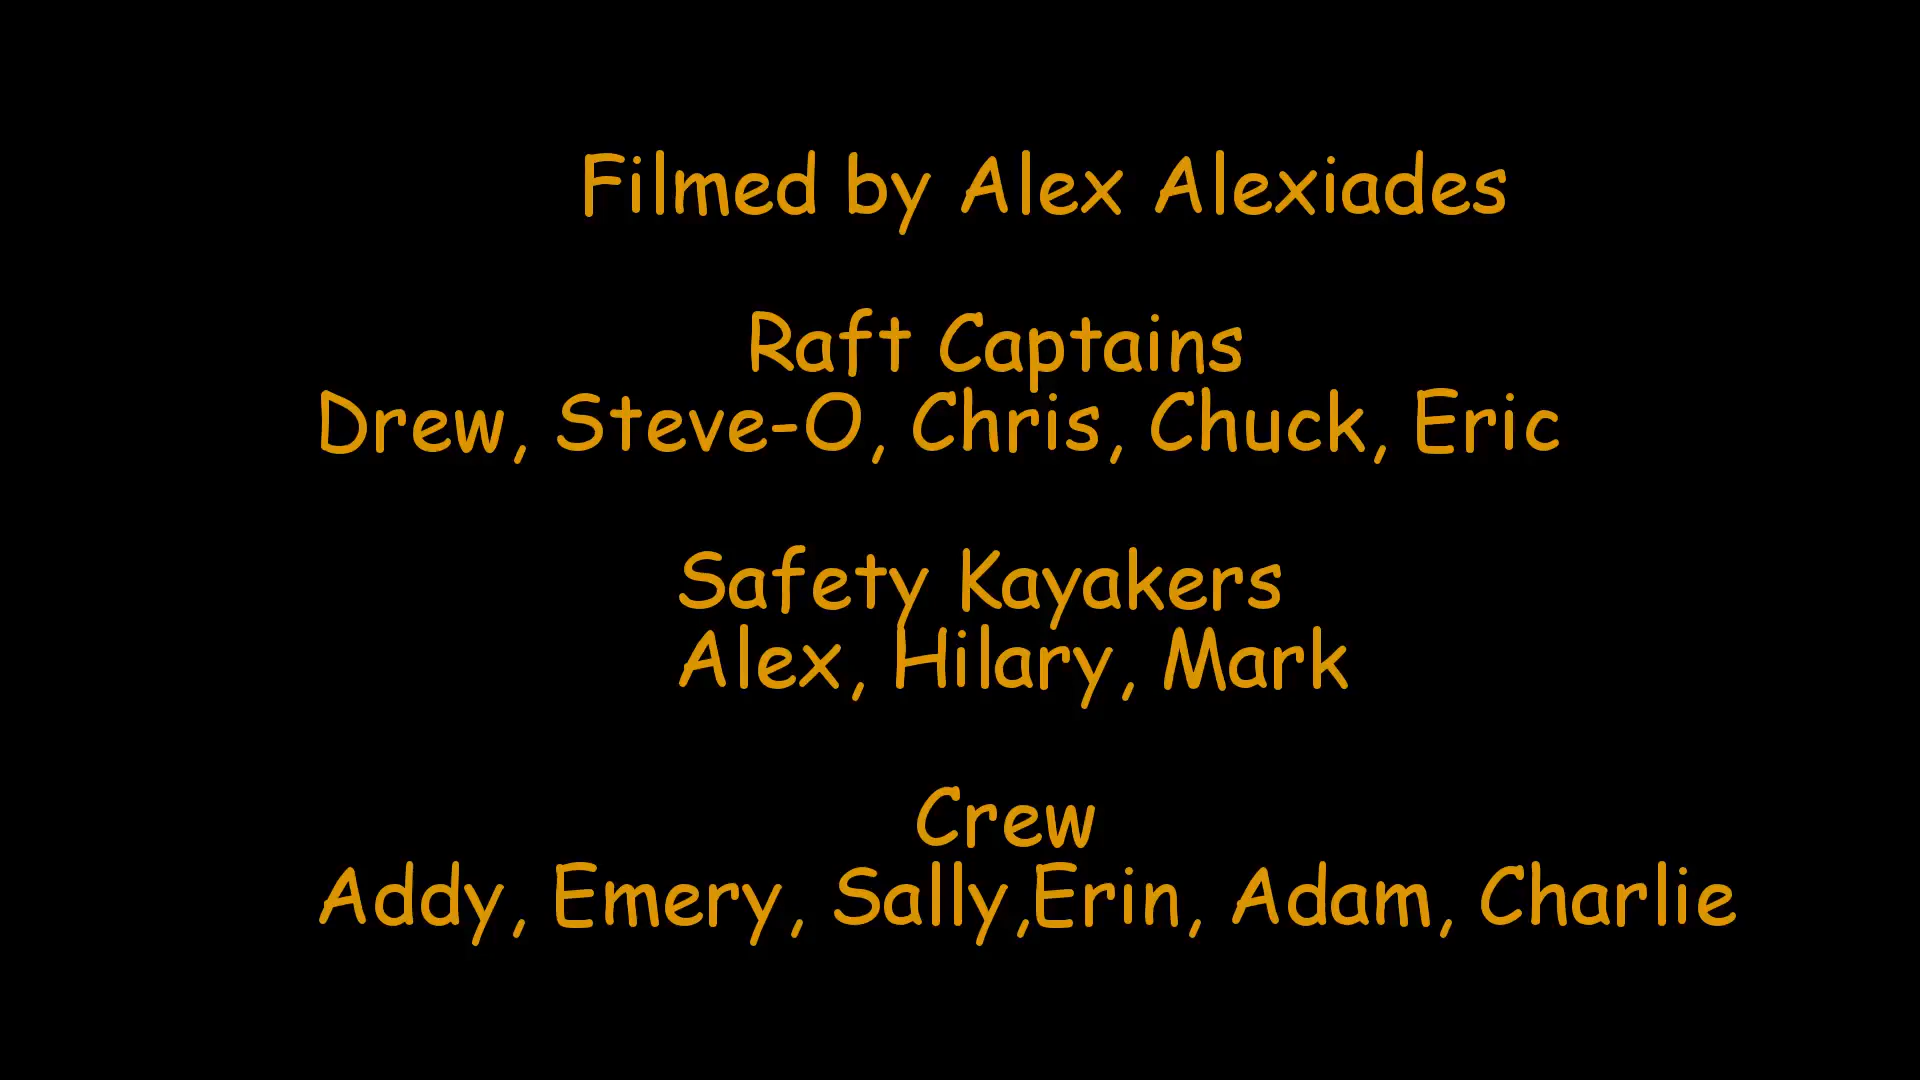 Filmed by Alex Alexiades
Raft Captains
Drew, Steve-O, Chris, Chuck, Eric
Safety Kayakers
Alex, Hilary, Mark
Crew
Addy, Emery, Sally,Erin, Adam, Charlie